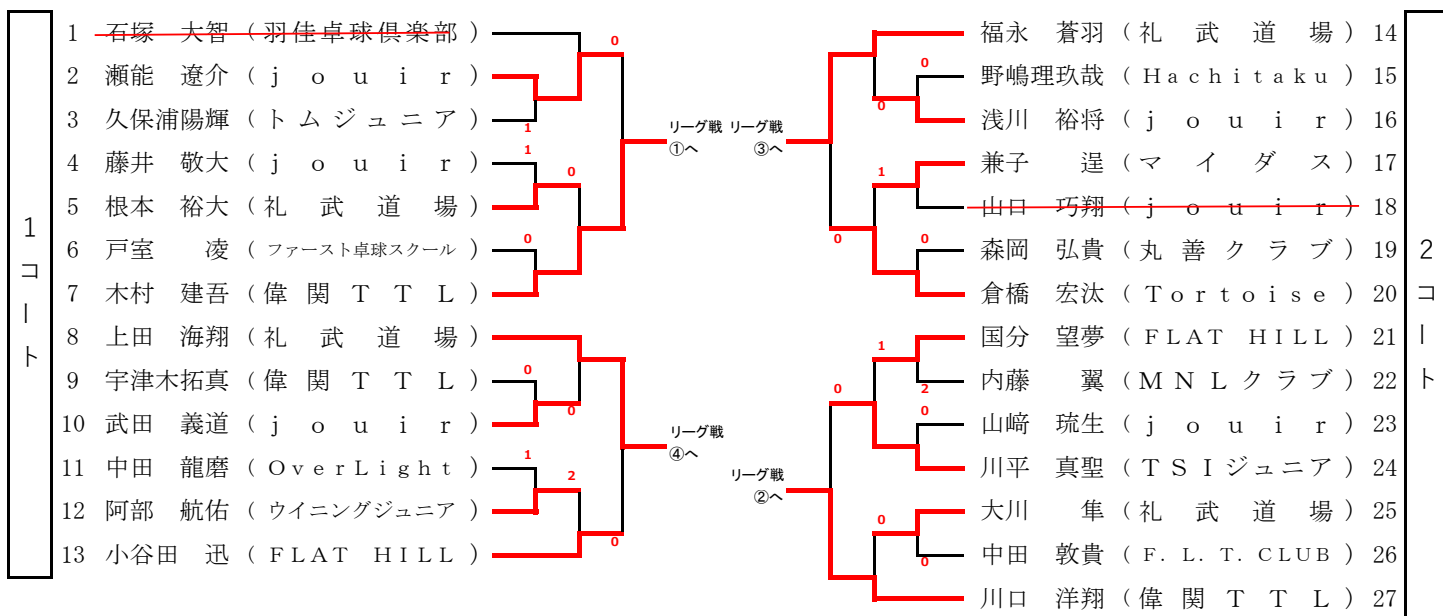 1コート
1 石塚 大智 (羽佳卓球倶楽部)
2 瀬能 遼介 (jouir)
3 久保浦陽輝 (トムジュニア)
4 藤井 敬大 (jouir)
5 根本 裕大 (礼武道場)
6 戸室 凌 (ファースト卓球スクール)
7 木村 建吾 (偉関TTL)
8 上田 海翔 (礼武道場)
9 宇津木拓真 (偉関TTL)
10 武田 義道 (jouir)
11 中田 龍磨 (OverLight)
12 阿部 航佑 (ウイニングジュニア)
13 小谷田 迅 (FLAT HILL)
0
1
1
0
0
0
0
1
2
0
リーグ戦
①へ
リーグ戦
④へ
リーグ戦
③へ
リーグ戦
②へ
0
0
1
0
0
1
2
0
0
0
0
福永 蒼羽 (礼武道場) 14
野嶋理玖哉 (Hachitaku) 15
浅川 裕将 (jouir) 16
兼子 逞 (マイダス) 17
山口 巧翔 (jouir) 18
森岡 弘貴 (丸善クラブ) 19
倉橋 宏汰 (Tortoise) 20
国分 望夢 (FLAT HILL) 21
内藤 翼 (MNLクラブ) 22
山﨑 琉生 (jouir) 23
川平 真聖 (TSIジュニア) 24
大川 隼 (礼武道場) 25
中田 敦貴 (F. L. T. CLUB) 26
川口 洋翔 (偉関TTL) 27
2コート